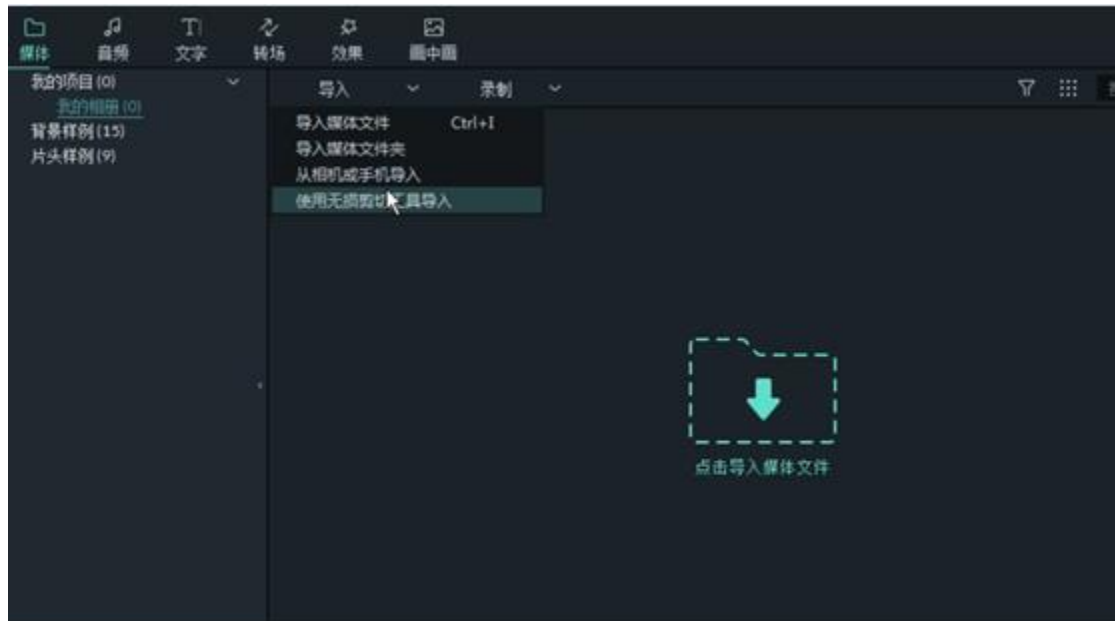 媒体 音频 文字 转场 效果 画中画
我的项目 (0)
我的相册 (0)
背景样例 (15)
片头样例 (9)
导入 录制
导入媒体文件 Ctrl+I
导入媒体文件夹
从相机或手机导入
使用无损剪切工具导入
点击导入媒体文件